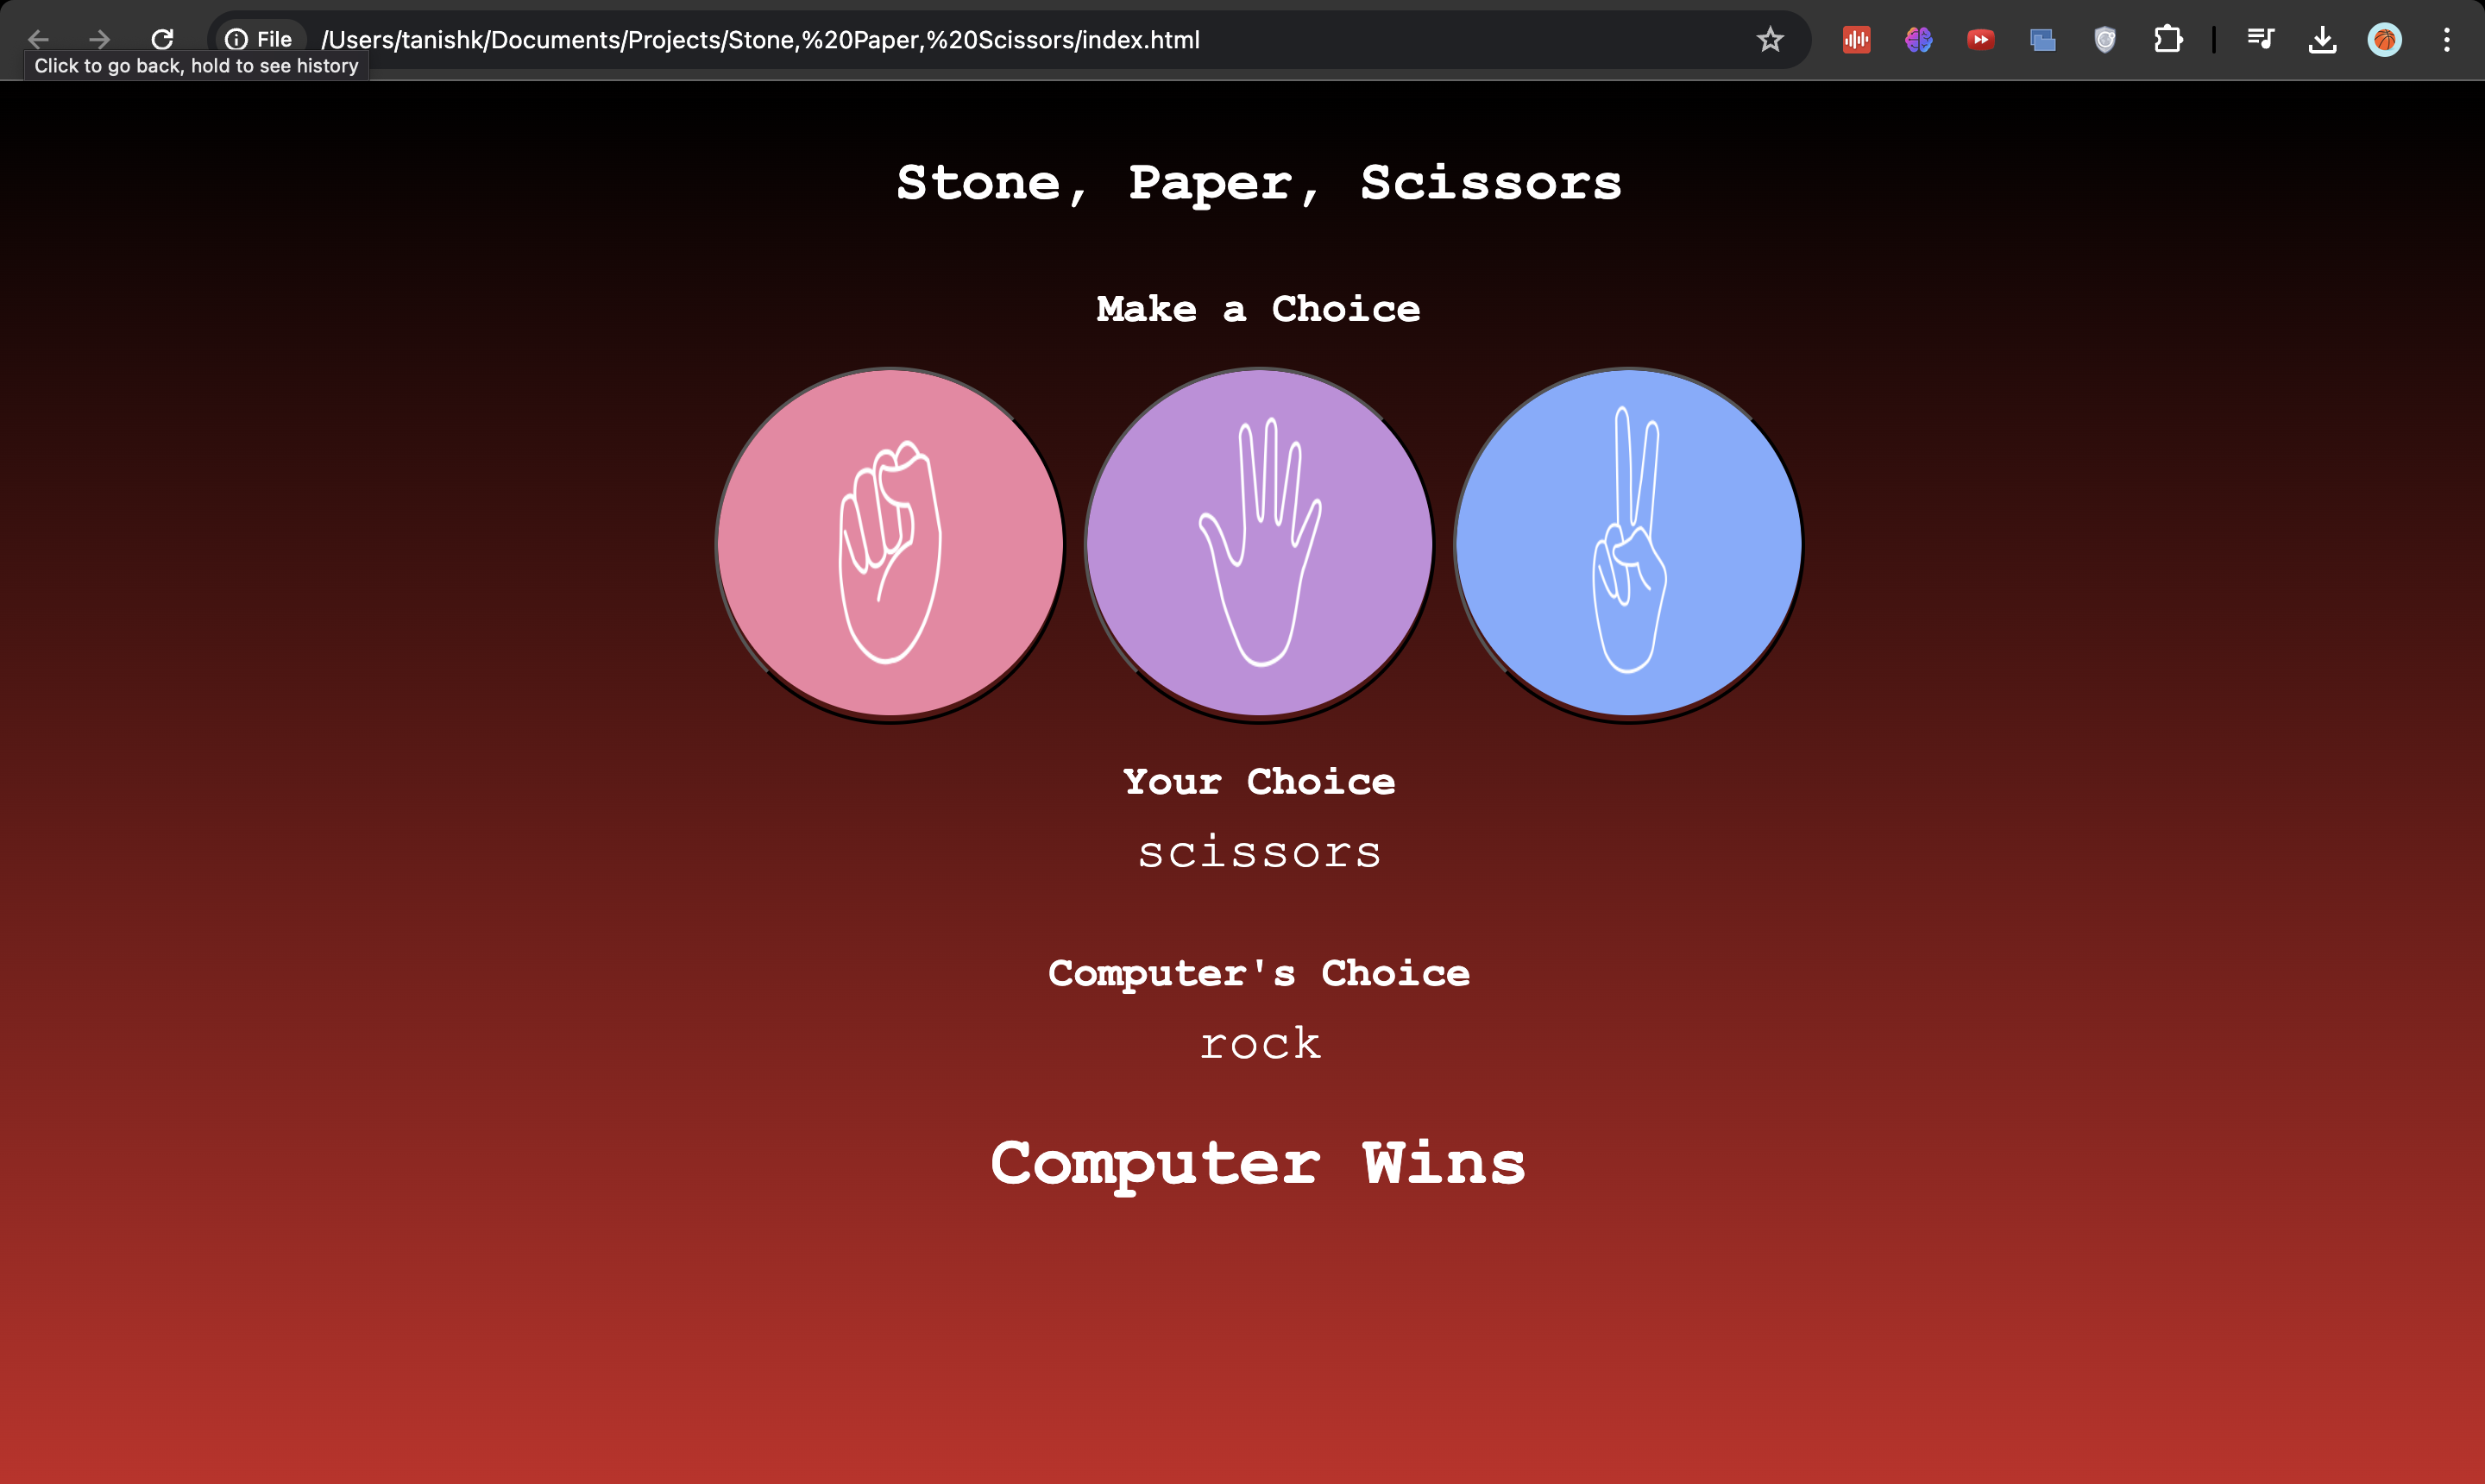 File /Users/tanishk/Documents/Projects/Stone,%20Paper,%20Scissors/index.html
Click to go back, hold to see history
Stone, Paper, Scissors
Make a Choice
Your Choice
scissors
Computer's Choice
rock
Computer Wins